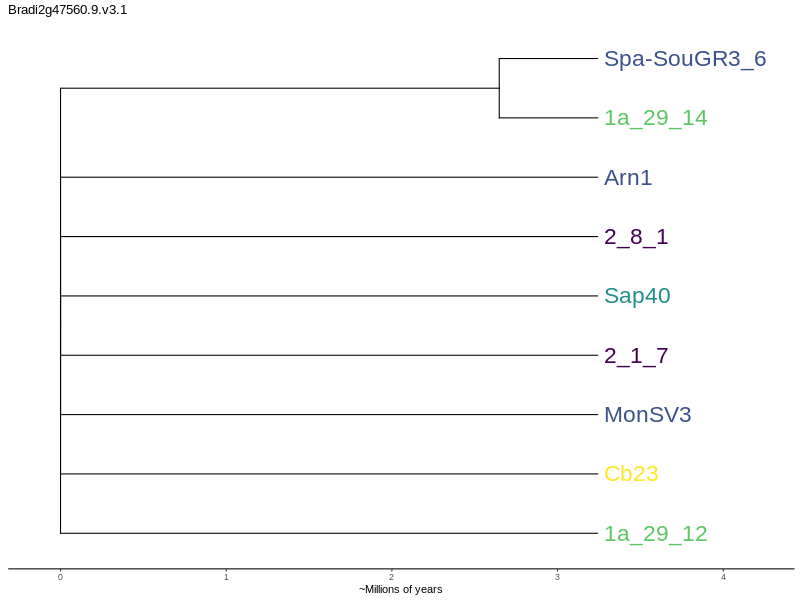 Bradi2g47560.9.v3.1
Spa-SouGR3_6
1a_29_14
Arn1
2_8_1
Sap40
2_1_7
MonSV3
Cb23
1a_29_12
0 1 2 3 4
~Millions of years